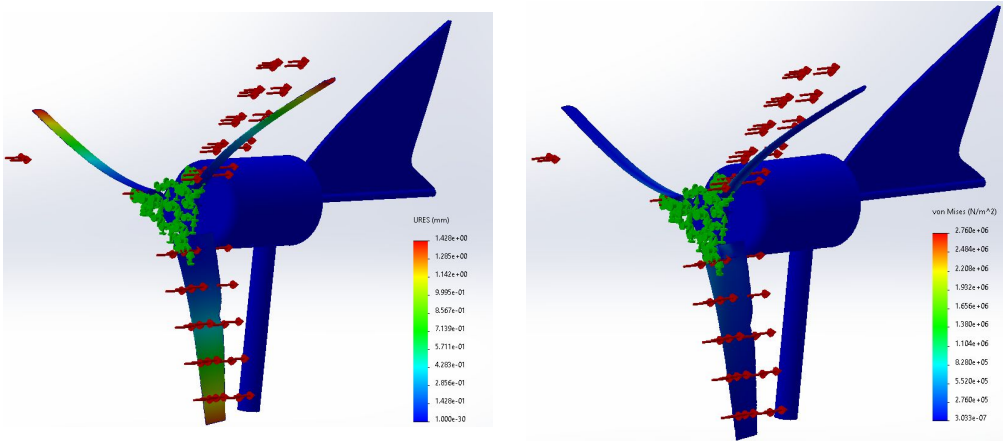 URES (mm)
1.428e+00
1.285e+00
1.142e+00
9.995e-01
8.567e-01
7.139e-01
5.711e-01
4.283e-01
2.856e-01
1.428e-01
1.000e-30
von Mises (N/m^2)
2.760e+06
2.484e+06
2.208e+06
1.932e+06
1.656e+06
1.380e+06
1.104e+06
8.280e+05
5.520e+05
2.760e+05
3.033e-07